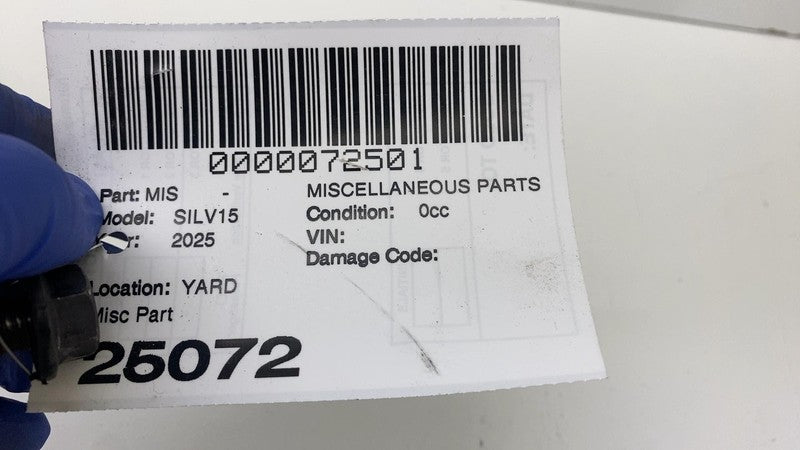 0000072501
Part: MIS - MISCELLANEOUS PARTS
Model: SILV15 Condition: 0cc
2025 VIN:
Damage Code:
Location: YARD
Misc Part
25072